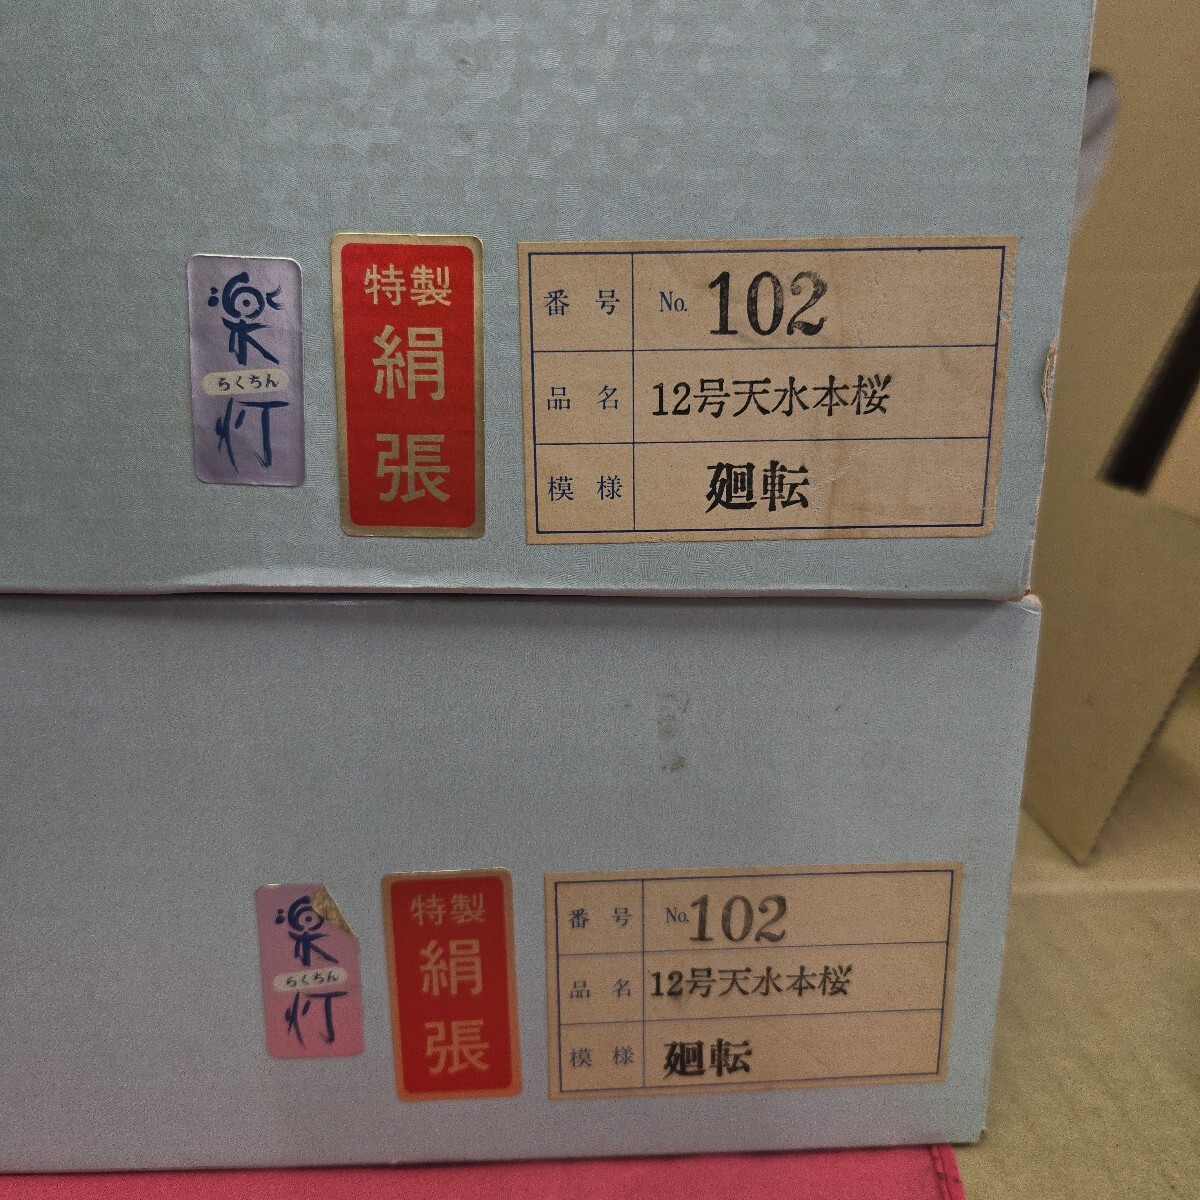 楽
らくちん
灯
特製
絹
張
番号 No. 102
品名 12号天水本桜
模様 廻転
楽
らくちん
灯
特製
絹
張
番号 No. 102
品名 12号天水本桜
模様 廻転